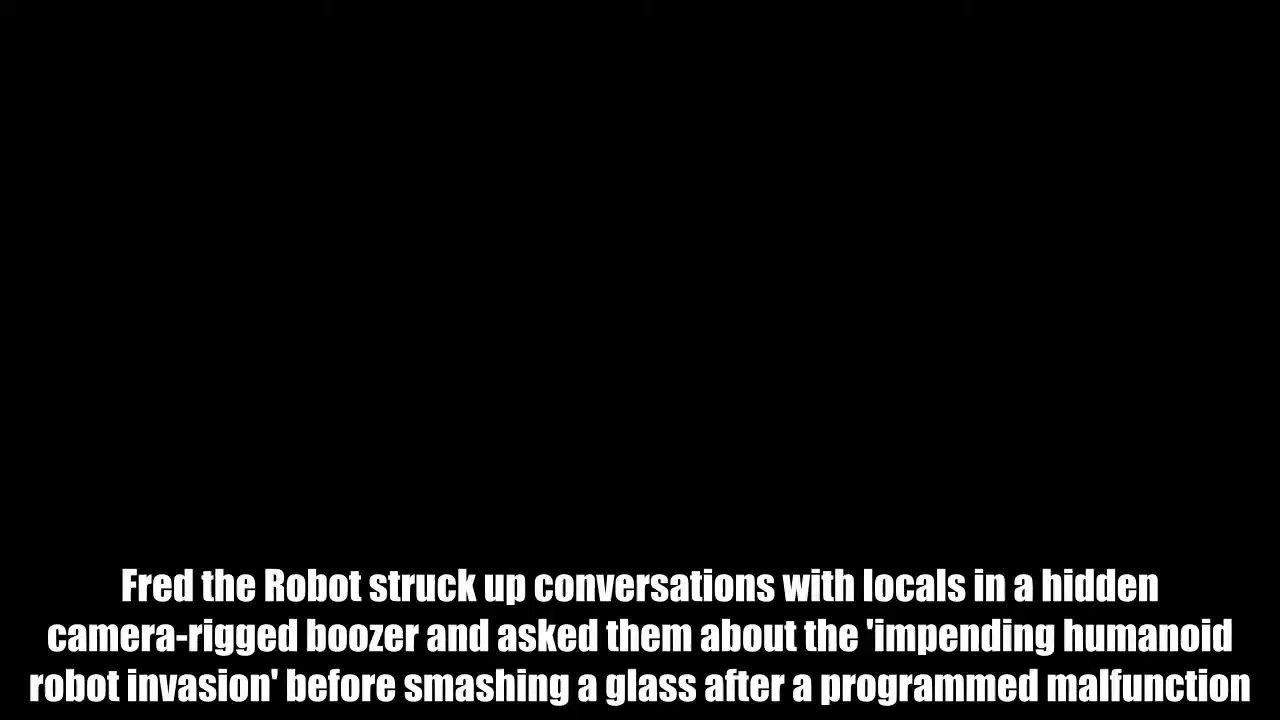 Fred the Robot struck up conversations with locals in a hidden
camera-rigged boozer and asked them about the 'impending humanoid
robot invasion' before smashing a glass after a programmed malfunction